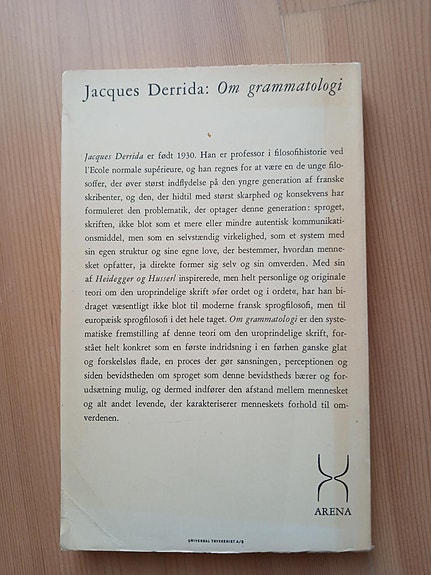 Jacques Derrida: Om grammatologi
Jacques Derrida er født 1930. Han er professor i filosofihistorie ved
l'Ecole normale supérieure, og han regnes for at være en de unge filo-
soffer, der øver størst indflydelse på den yngre generation af franske
skribenter, og den, der hidtil med størst skarphed og konsekvens har
formuleret den problematik, der optager denne generation: sproget,
skriften, ikke blot som et mere eller mindre autentisk kommunikati-
onsmiddel, men som en selvstændig virkelighed, som et system med
sin egen struktur og sine egne love, der bestemmer, hvordan menne-
sket opfatter, ja direkte former sig selv og sin omverden. Med sin
af Heidegger og Husserl inspirerede, men helt personlige og originale
teori om den uroprindelige skrift »før ordet og i ordet«, har han bi-
draget væsentligt ikke blot til moderne fransk sprogfilosofi, men til
europæisk sprogfilosofi i det hele taget. Om grammatologi er den syste-
matiske fremstilling af denne teori om den uroprindelige skrift, for-
stået helt konkret som en første indridsning i en førhen ganske glat
og forskelsløs flade, en proces der gør sansningen, perceptionen og
siden bevidstheden om sproget som denne bevidstheds bærer og for-
udsætning mulig, og dermed indfører den afstand mellem mennesket
og alt andet levende, der karakteriserer menneskets forhold til om-
verdenen.
ARENA
UNIVERSAL TRYKKERIET A/S